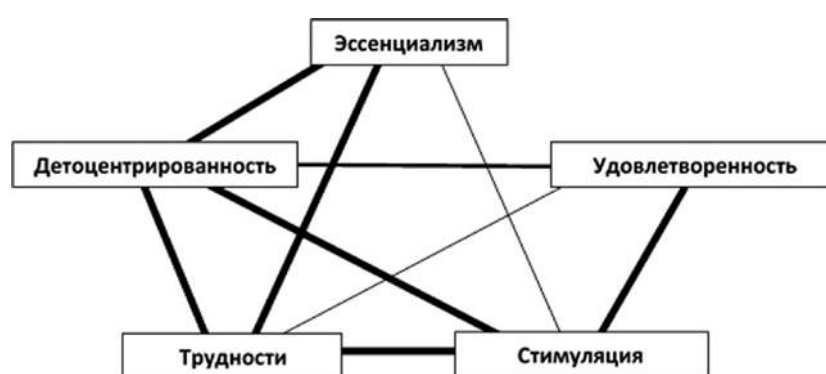 Эссенциализм
Детоцентрированность
Удовлетворенность
Трудности
Стимуляция